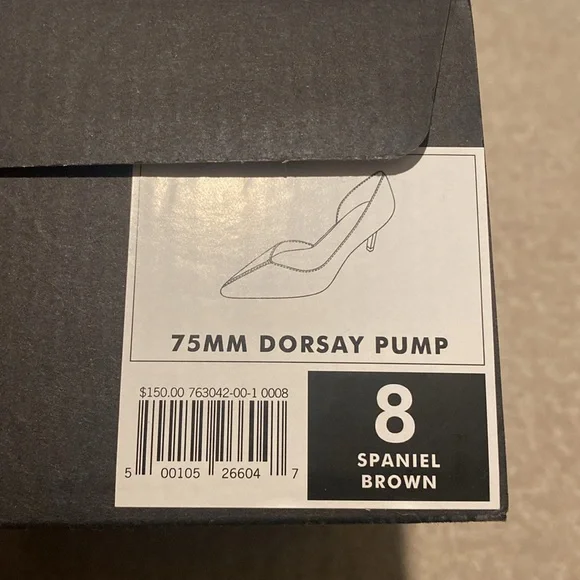 75MM DORSAY PUMP
$150.00 763042-00-1 0008
5 00105 26604 7
8
SPANIEL
BROWN